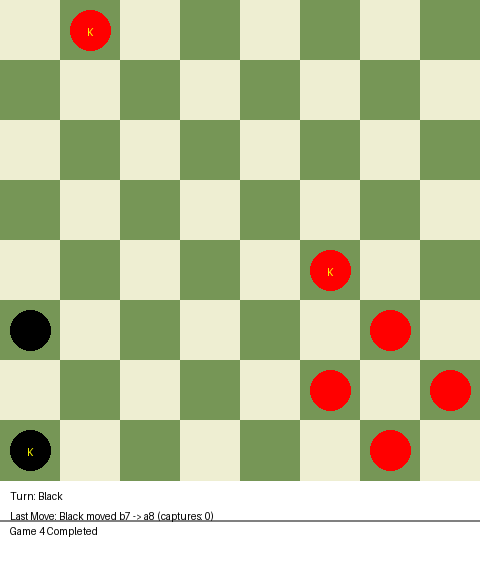 K
K
K
Turn: Black
Last Move: Black moved b7 -> a8 (captures: 0)
Game 4 Completed